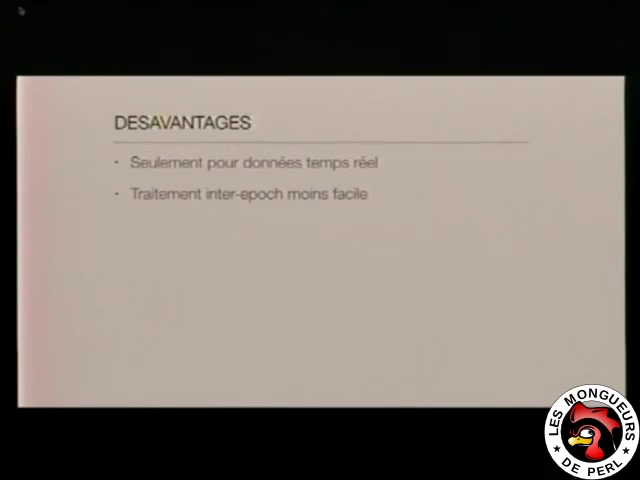 DESAVANTAGES
- Seulement pour données temps réel
- Traitement inter-epoch moins facile
LES MONGUEURS
★ DE PERL ★